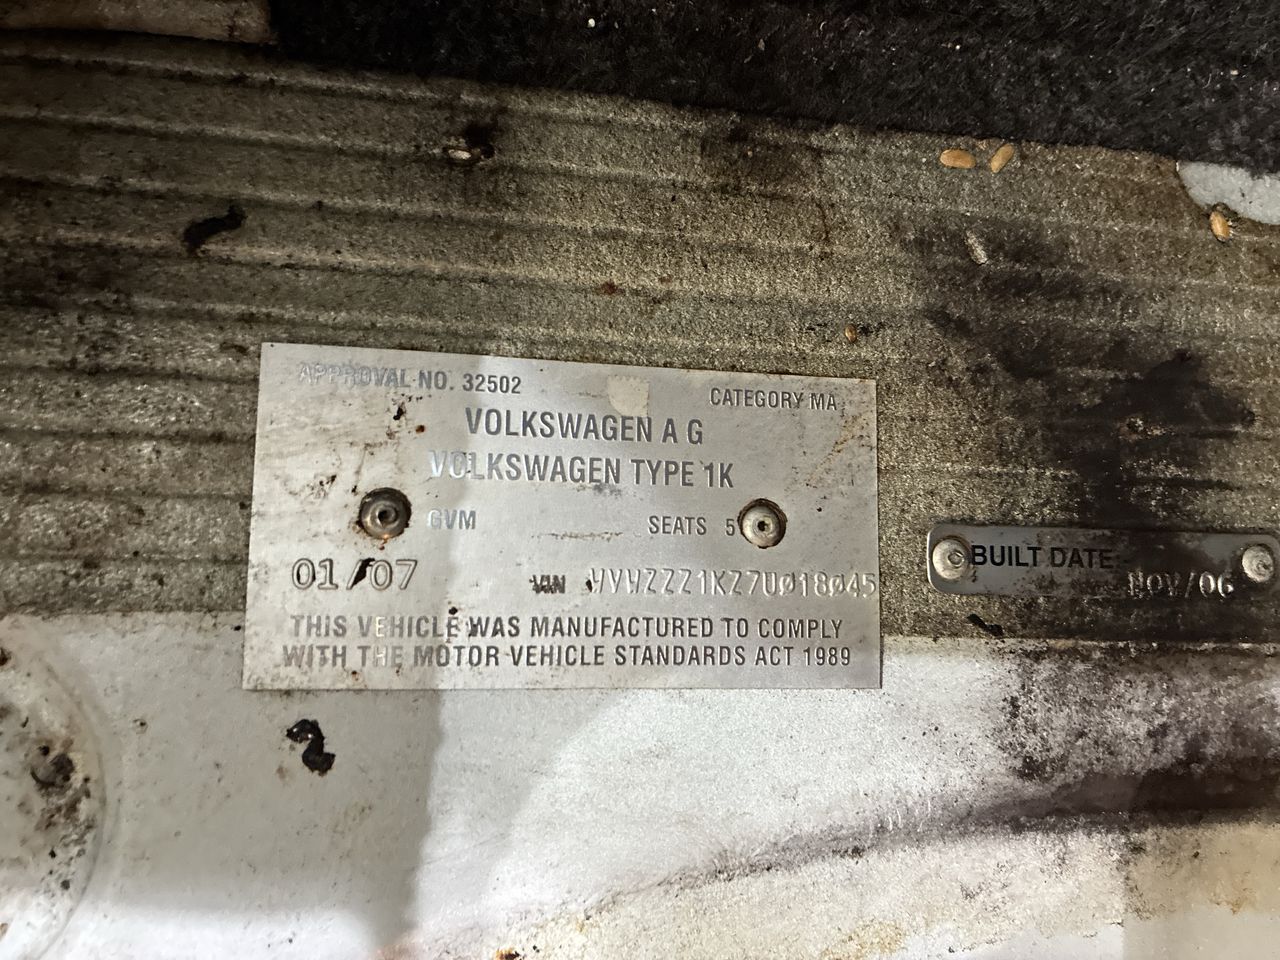 APPROVAL NO. 32502
CATEGORY MA
VOLKSWAGEN A G
VOLKSWAGEN TYPE 1K
GVM
SEATS 5
01/07
VIN WVWZZZ1KZ7UØ18Ø45
THIS VEHICLE WAS MANUFACTURED TO COMPLY
WITH THE MOTOR VEHICLE STANDARDS ACT 1989
BUILT DATE
NOV/06